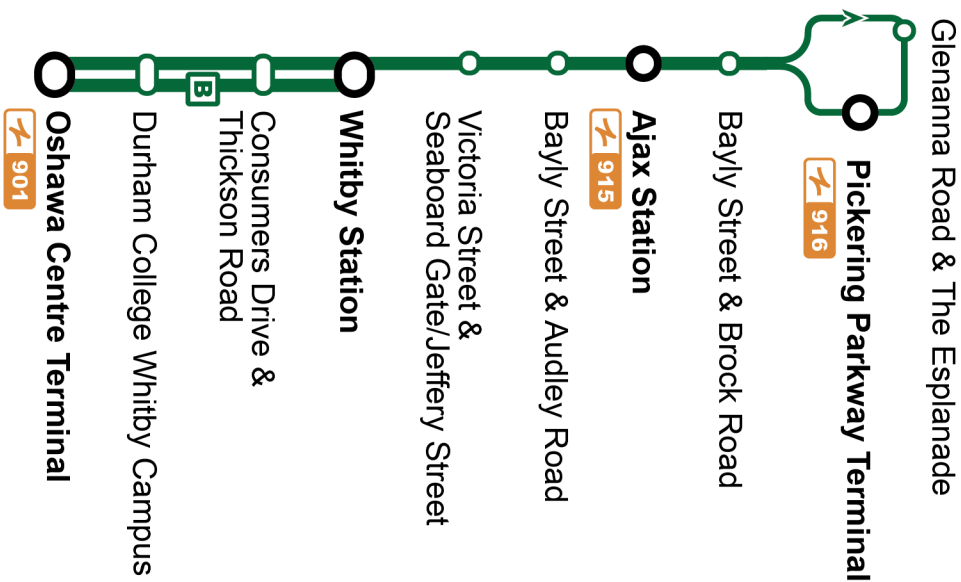 Glenanna Road & The Esplanade
Pickering Parkway Terminal
916
Bayly Street & Brock Road
Ajax Station
915
Bayly Street & Audley Road
Victoria Street &
Seaboard Gate/Jeffery Street
Whitby Station
Consumers Drive &
Thickson Road
B
Durham College Whitby Campus
Oshawa Centre Terminal
901